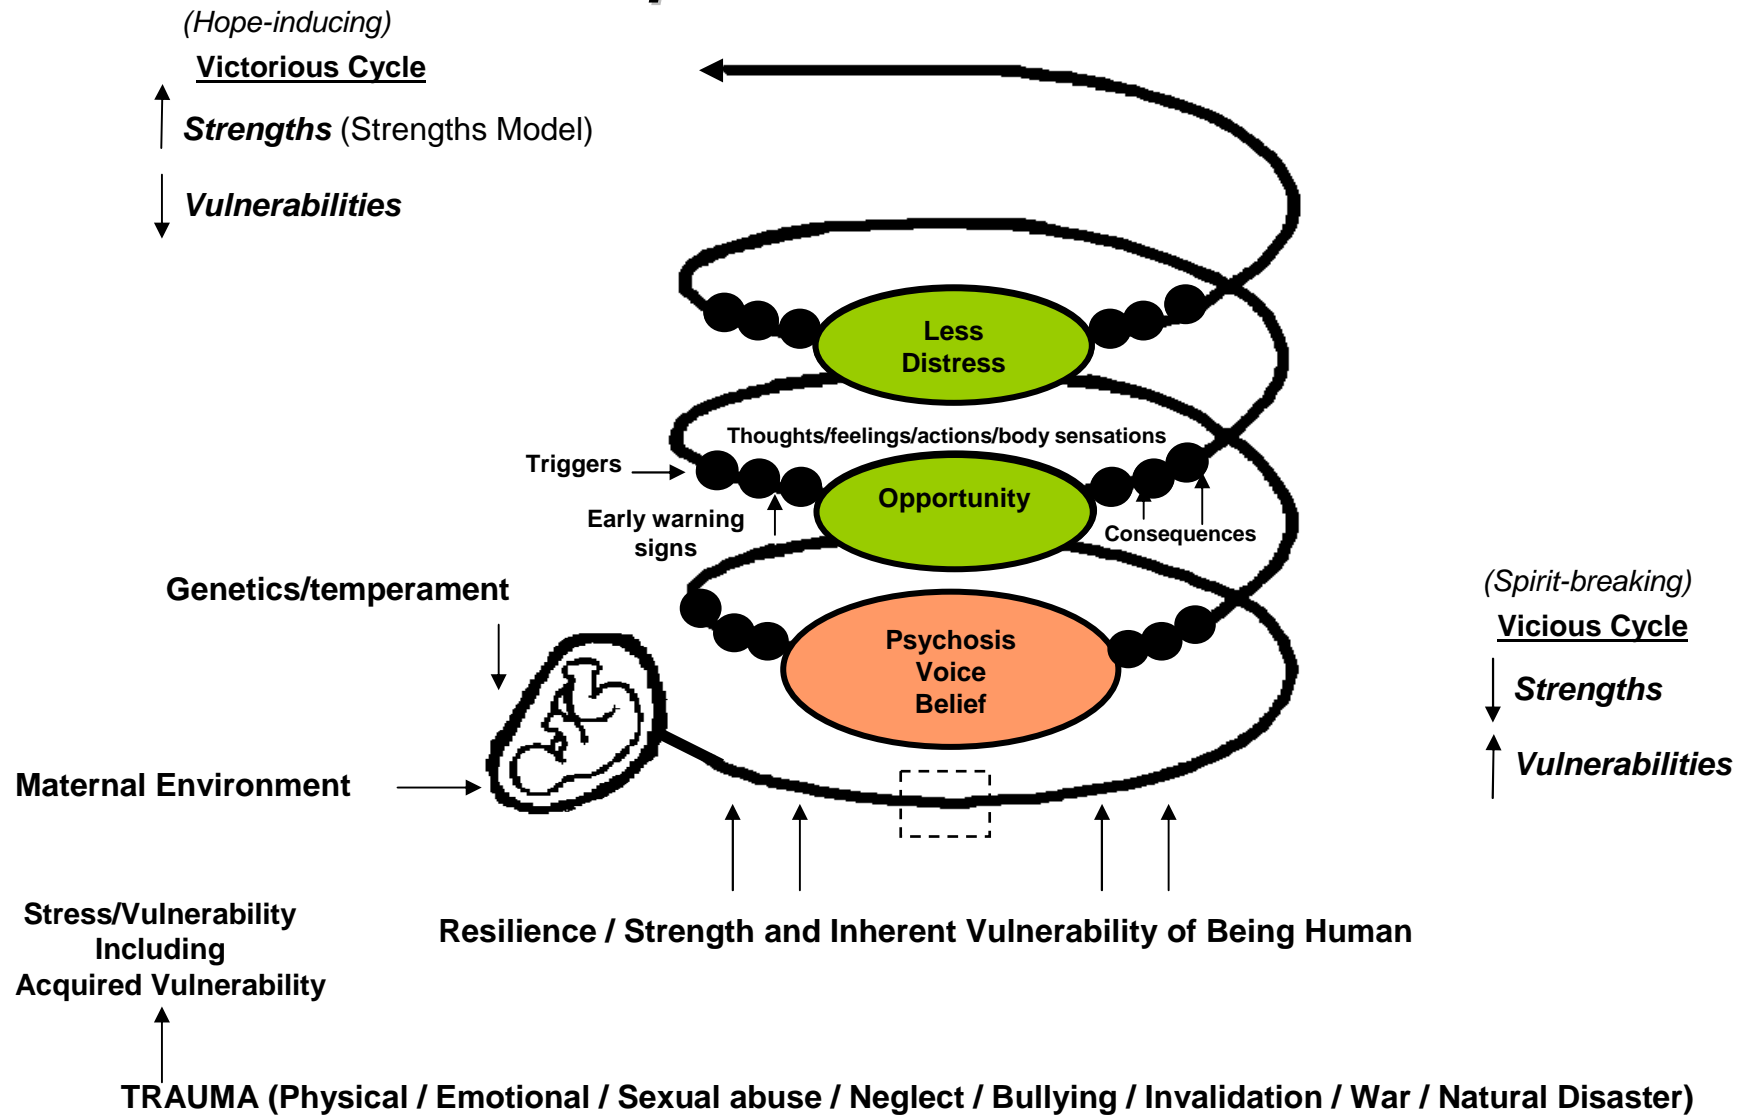 (Hope-inducing)
Victorious Cycle
Strengths (Strengths Model)
Vulnerabilities
Less
Distress
Thoughts/feelings/actions/body sensations
Triggers
Opportunity
Early warning
signs
Consequences
Genetics/temperament
(Spirit-breaking)
Vicious Cycle
Psychosis
Voice
Belief
Strengths
Vulnerabilities
Maternal Environment
Stress/Vulnerability
Including
Acquired Vulnerability
Resilience / Strength and Inherent Vulnerability of Being Human
TRAUMA (Physical / Emotional / Sexual abuse / Neglect / Bullying / Invalidation / War / Natural Disaster)